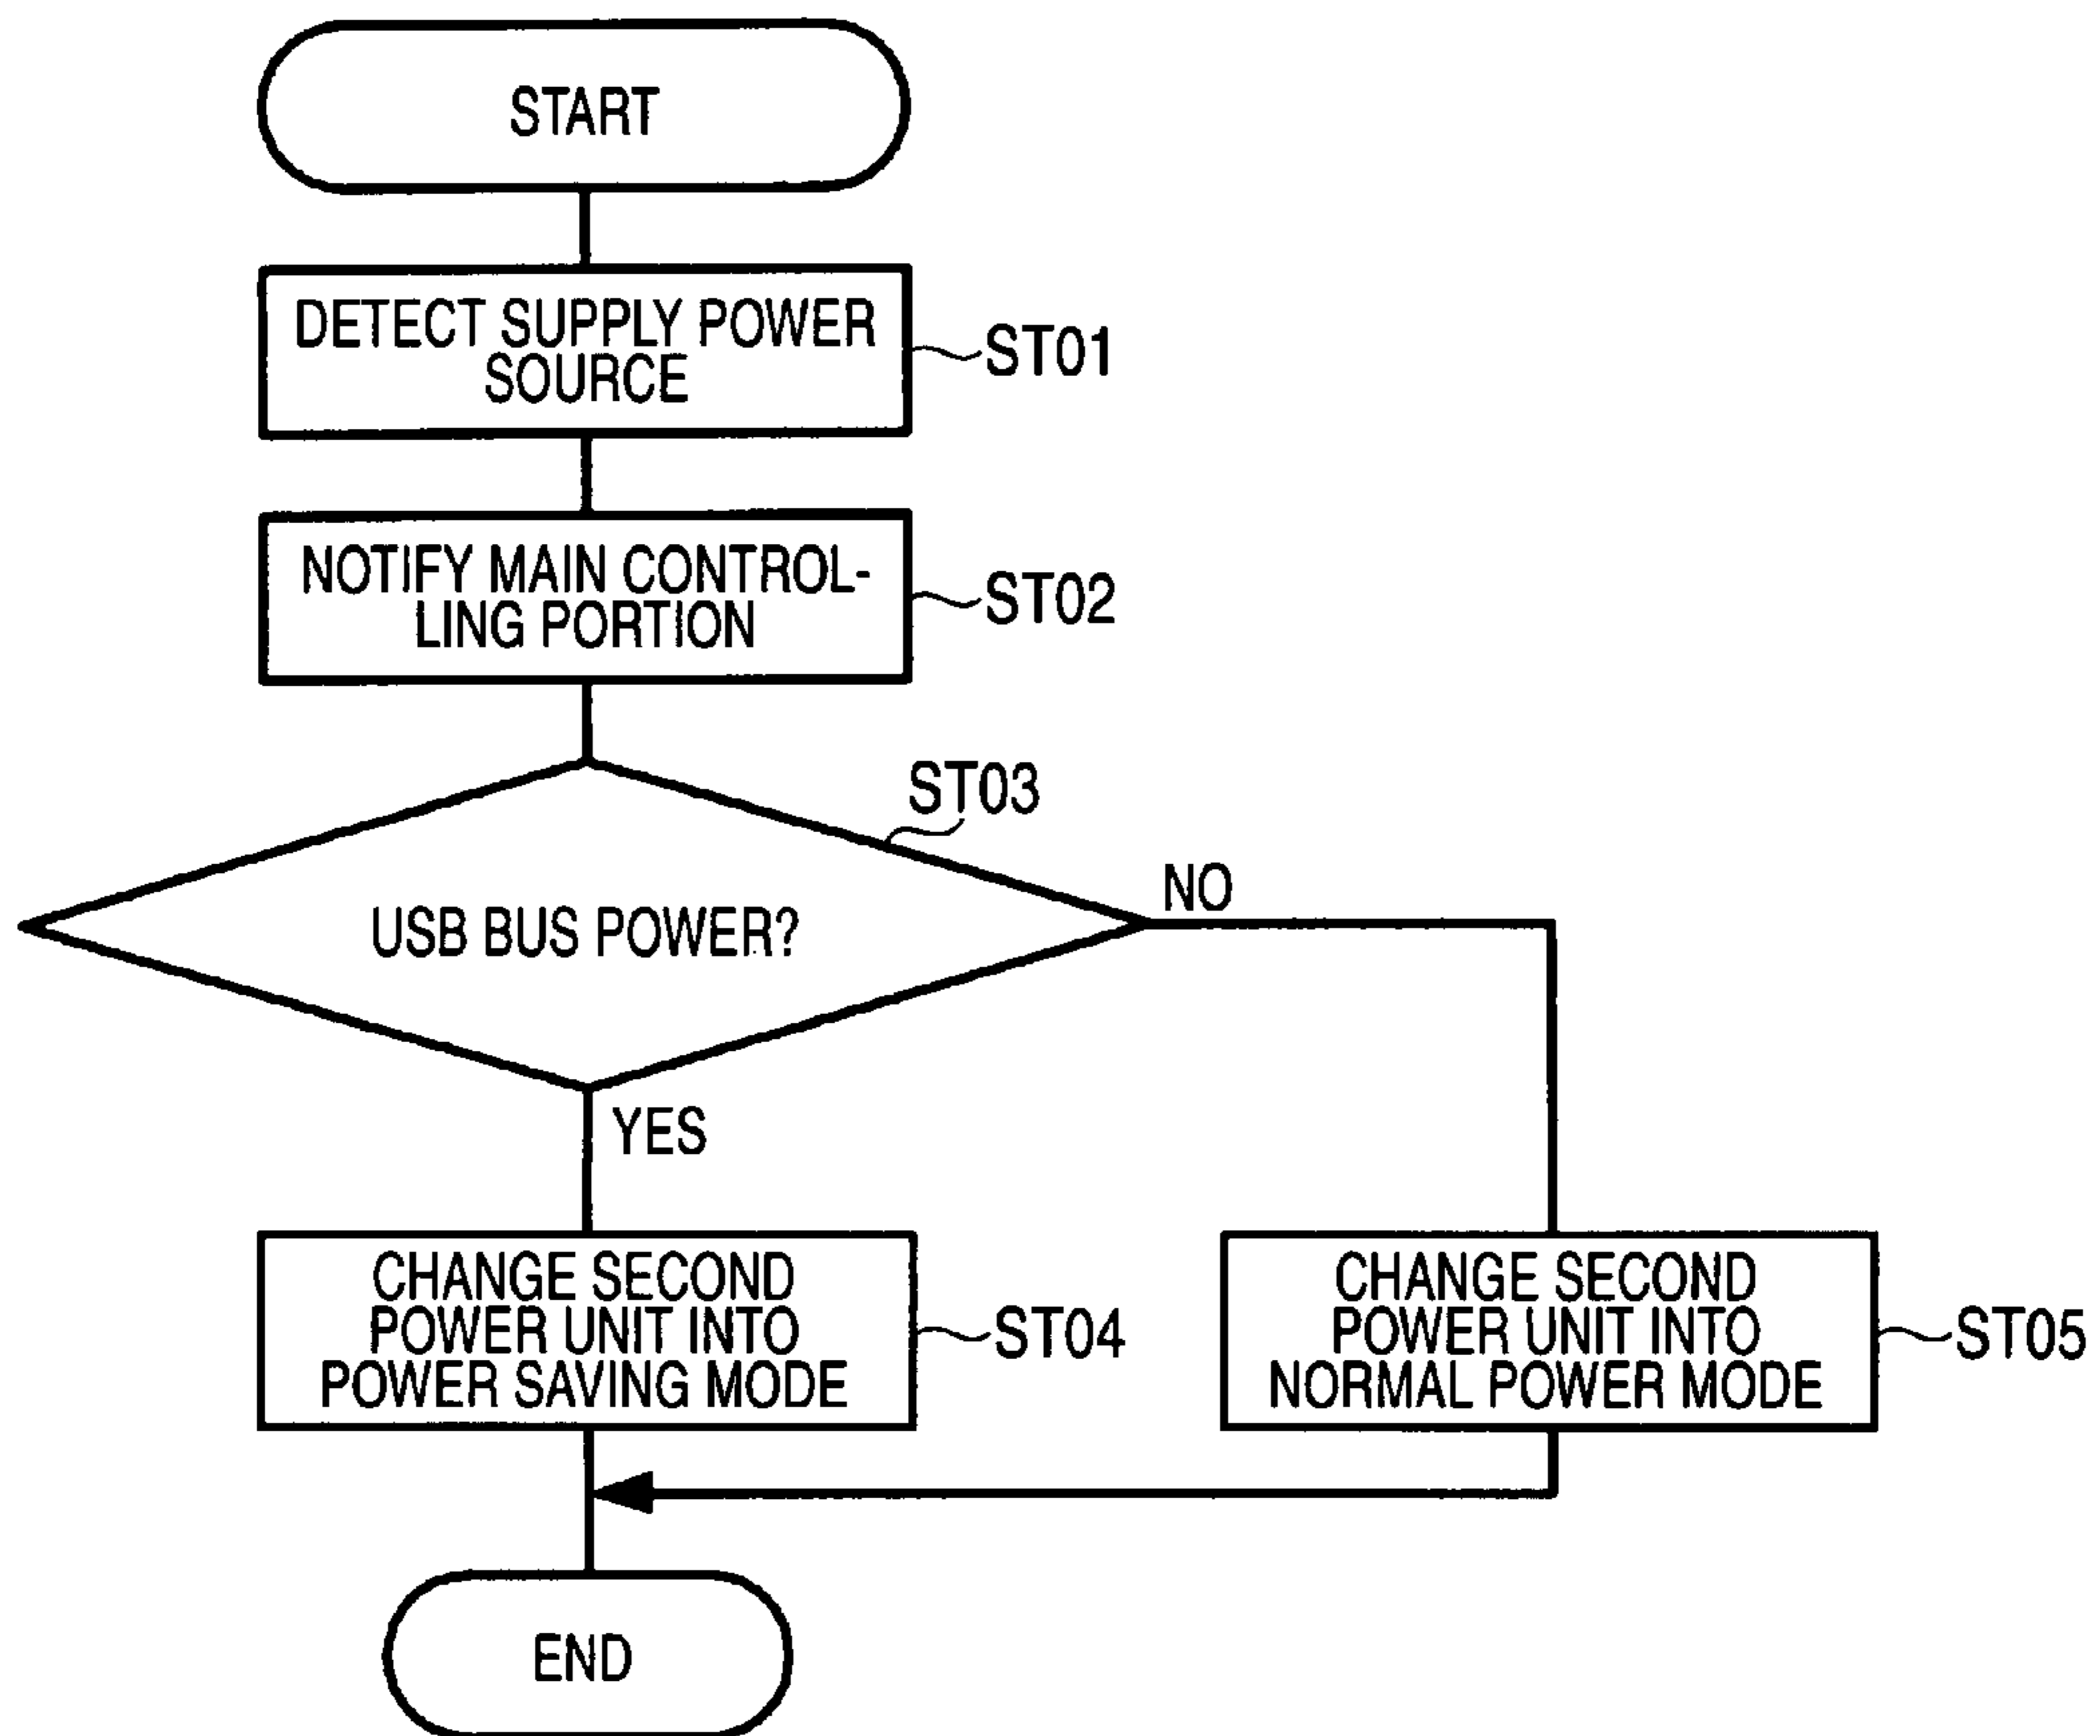 START
DETECT SUPPLY POWER
SOURCE
ST01
NOTIFY MAIN CONTROL-
LING PORTION
ST02
ST03
USB BUS POWER?
NO
YES
CHANGE SECOND
POWER UNIT INTO
POWER SAVING MODE
ST04
CHANGE SECOND
POWER UNIT INTO
NORMAL POWER MODE
ST05
END